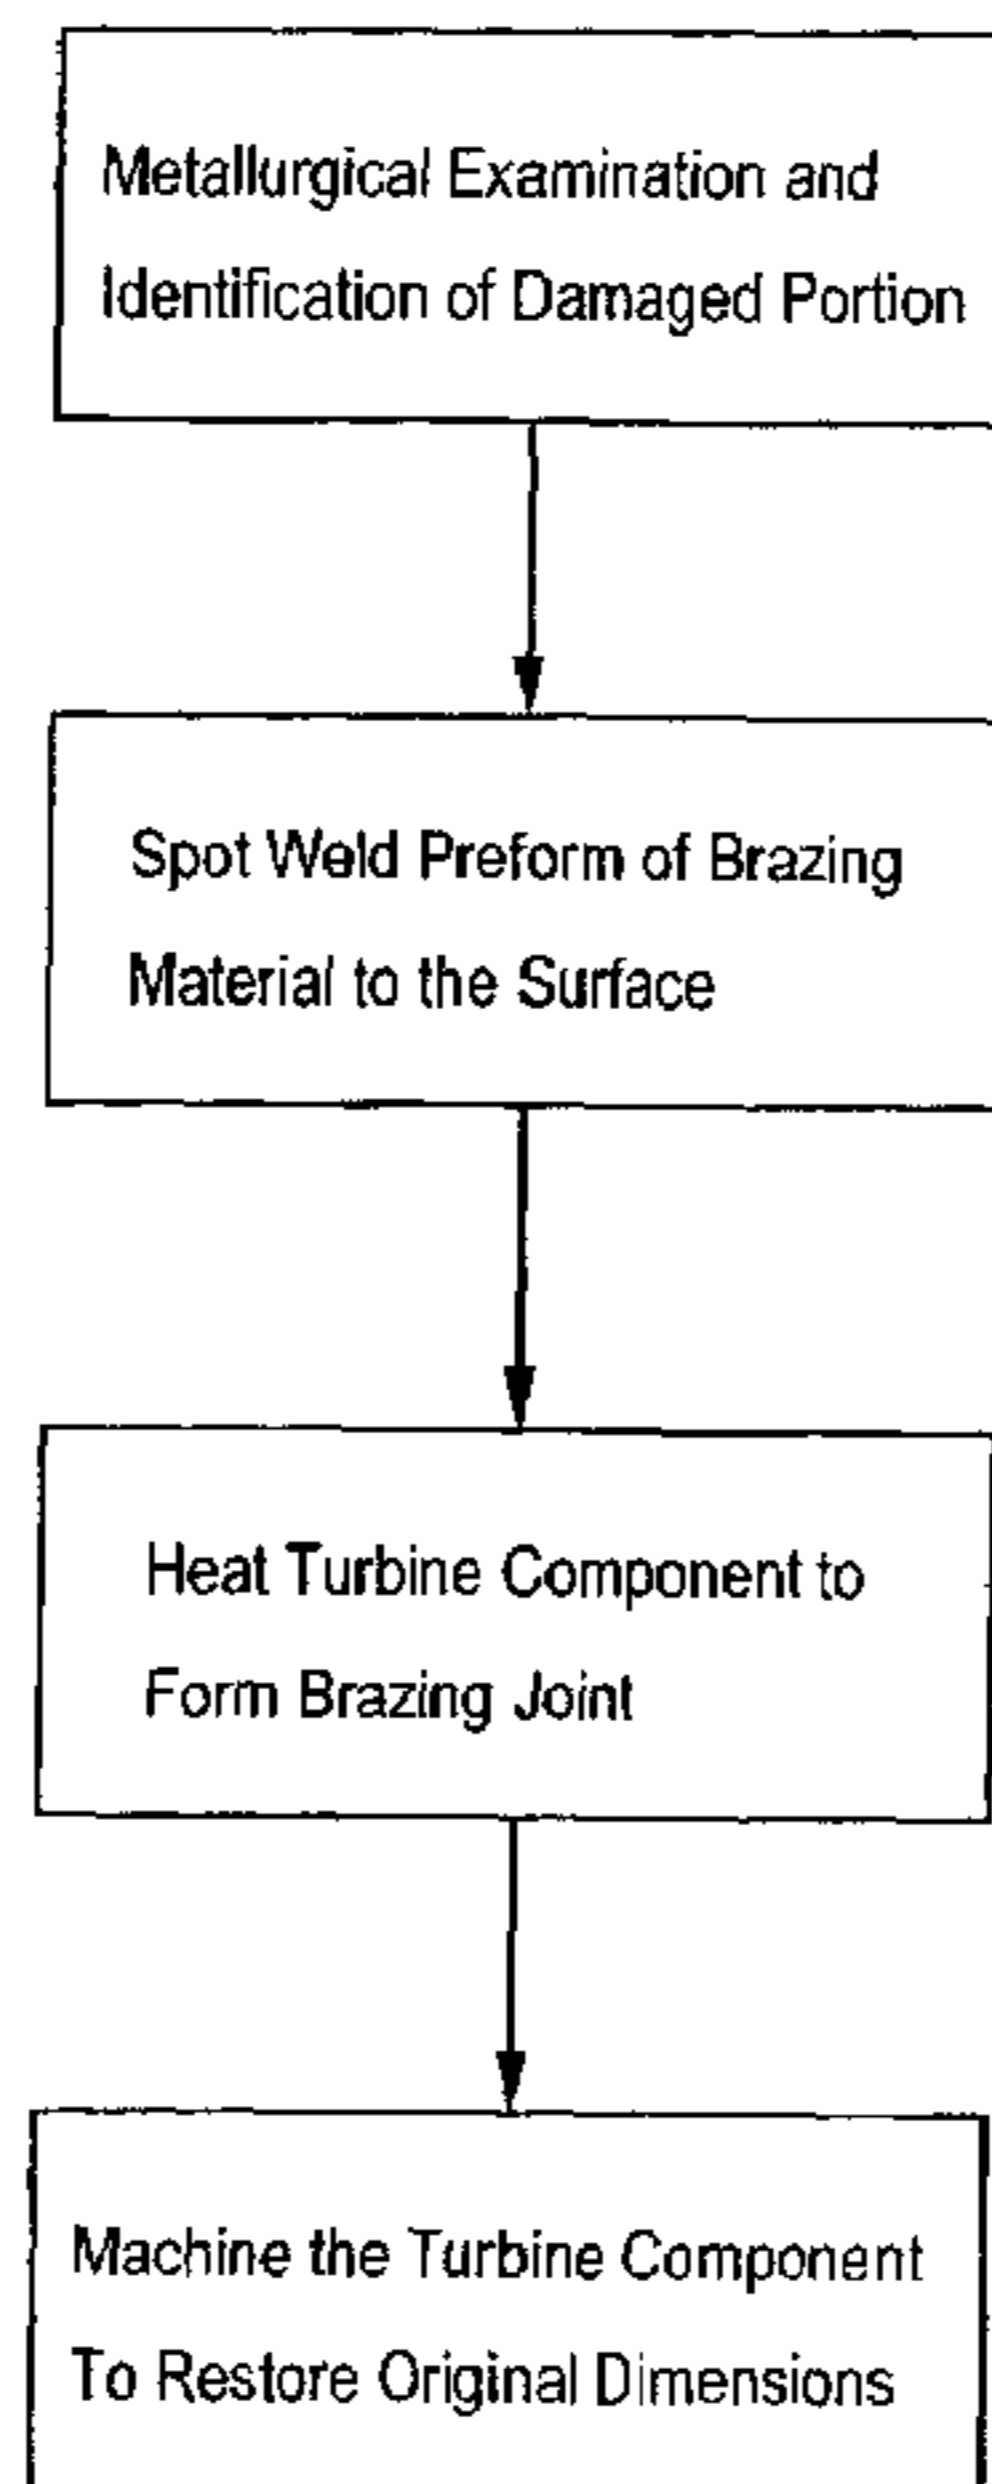 Metallurgical Examination and
Identification of Damaged Portion
Spot Weld Preform of Brazing
Material to the Surface
Heat Turbine Component to
Form Brazing Joint
Machine the Turbine Component
To Restore Original Dimensions